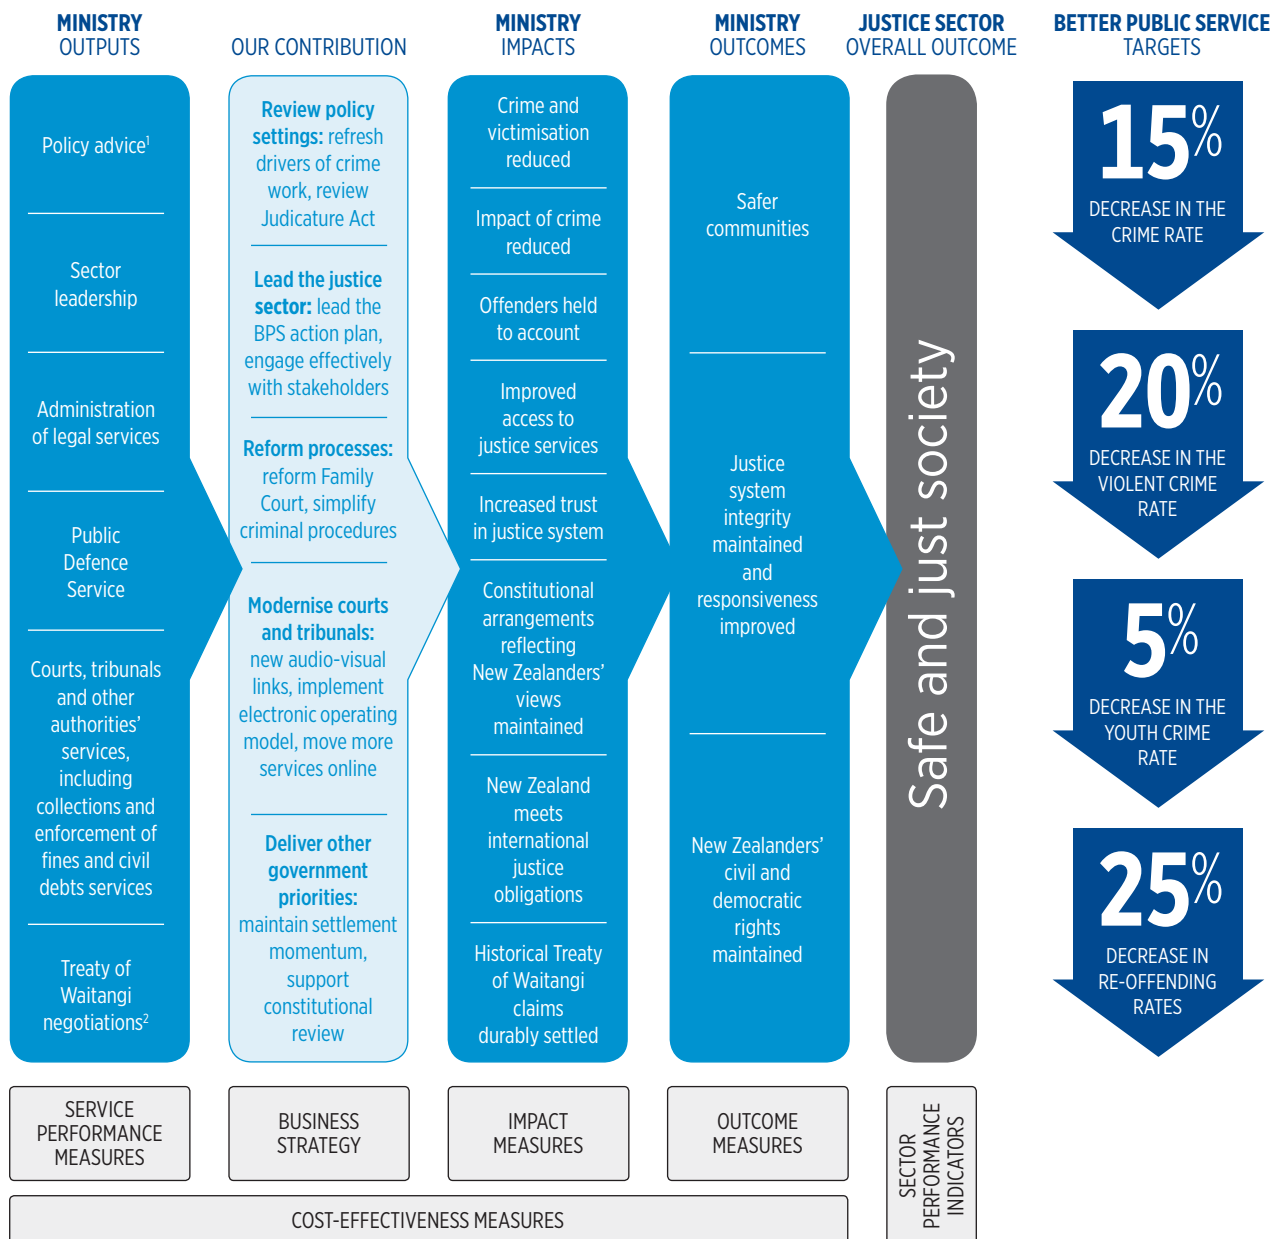 MINISTRY
OUTPUTS
OUR CONTRIBUTION
MINISTRY
IMPACTS
MINISTRY
OUTCOMES
JUSTICE SECTOR
OVERALL OUTCOME
BETTER PUBLIC SERVICE
TARGETS
Policy advice1
Sector
leadership
Administration
of legal services
Public
Defence
Service
Courts, tribunals
and other
authorities’
services,
including
collections and
enforcement of
fines and civil
debts services
Treaty of
Waitangi
negotiations2
Review policy
settings: refresh
drivers of crime
work, review
Judicature Act
Lead the justice
sector: lead the
BPS action plan,
engage effectively
with stakeholders
Reform processes:
reform Family
Court, simplify
criminal procedures
Modernise courts
and tribunals:
new audio-visual
links, implement
electronic operating
model, move more
services online
Deliver other
government
priorities:
maintain settlement
momentum,
support
constitutional
review
Crime and
victimisation
reduced
Impact of crime
reduced
Offenders held
to account
Improved
access to
justice services
Increased trust
in justice system
Constitutional
arrangements
reflecting
New Zealanders’
views
maintained
New Zealand
meets
international
justice
obligations
Historical Treaty
of Waitangi
claims
durably settled
Safer
communities
Justice
system
integrity
maintained
and
responsiveness
improved
New Zealanders’
civil and
democratic
rights
maintained
Safe and just society
15%
DECREASE IN THE
CRIME RATE
20%
DECREASE IN THE
VIOLENT CRIME
RATE
5%
DECREASE IN THE
YOUTH CRIME
RATE
25%
DECREASE IN
RE-OFFENDING
RATES
SERVICE
PERFORMANCE
MEASURES
BUSINESS
STRATEGY
IMPACT
MEASURES
OUTCOME
MEASURES
SECTOR
PERFORMANCE
INDICATORS
COST-EFFECTIVENESS MEASURES